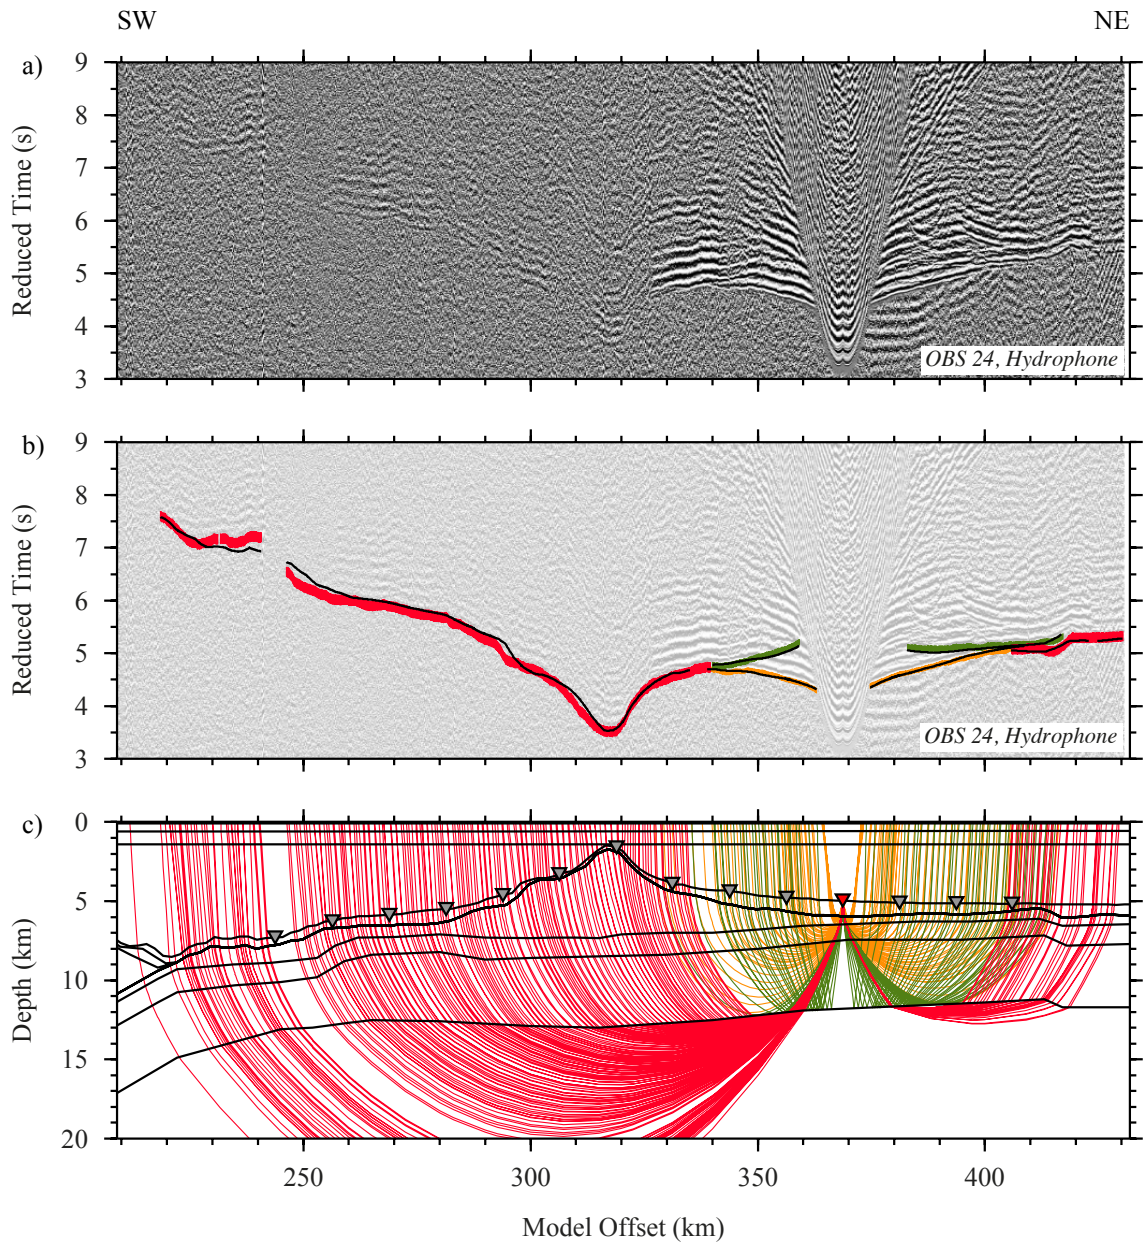 SW NE
a)
Reduced Time (s)
9
8
7
6
5
4
3
OBS 24, Hydrophone
b)
Reduced Time (s)
9
8
7
6
5
4
3
OBS 24, Hydrophone
c)
Depth (km)
0
5
10
15
20
250 300 350 400
Model Offset (km)